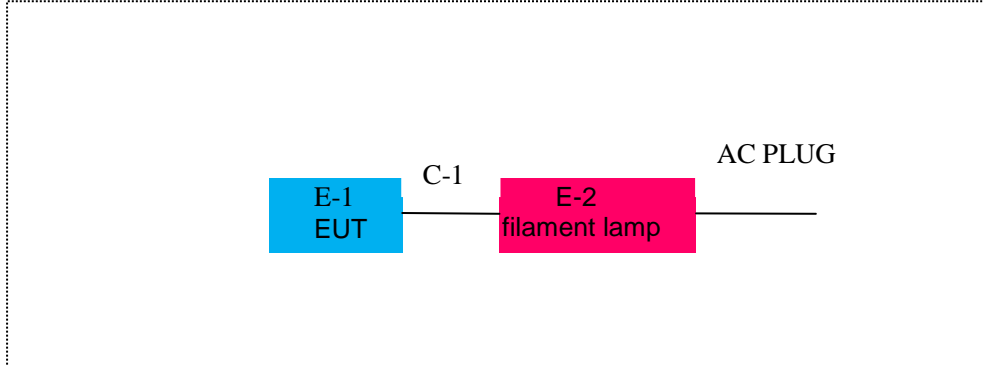 AC PLUG
C-1
E-1
EUT
E-2
filament lamp